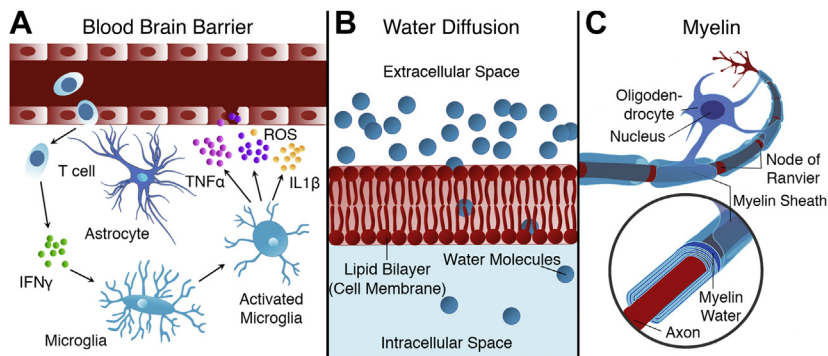 A
Blood Brain Barrier
T cell
Astrocyte
ROS
TNFα
IL1β
IFNγ
Microglia
Activated
Microglia
B
Water Diffusion
Extracellular Space
Lipid Bilayer
(Cell Membrane)
Water Molecules
Intracellular Space
C
Myelin
Oligoden-
drocyte
Nucleus
Node of
Ranvier
Myelin Sheath
Myelin
Water
Axon